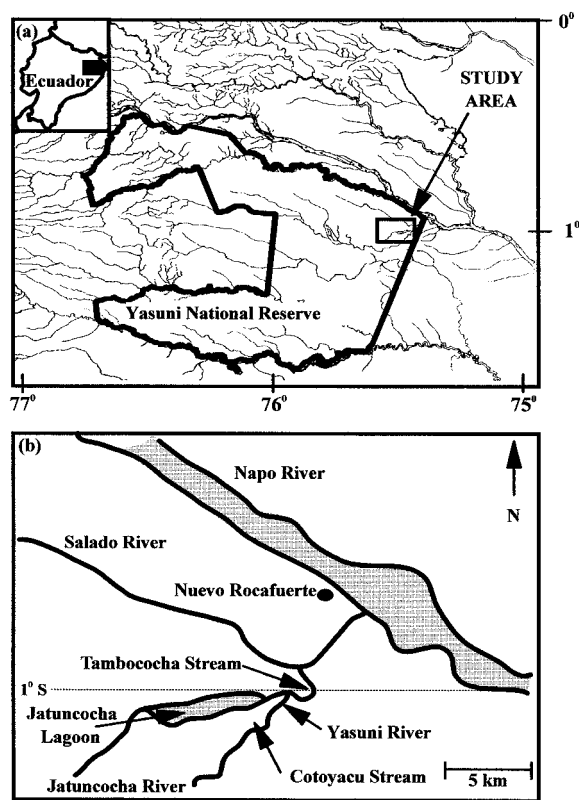 (a)
0°
Ecuador
STUDY
AREA
1°
Yasuni National Reserve
77°
76°
75°
(b)
Napo River
N
Salado River
Nuevo Rocafuerte
Tambococha Stream
1° S
Jatuncocha
Lagoon
Yasuni River
Jatuncocha River
Cotoyacu Stream
5 km